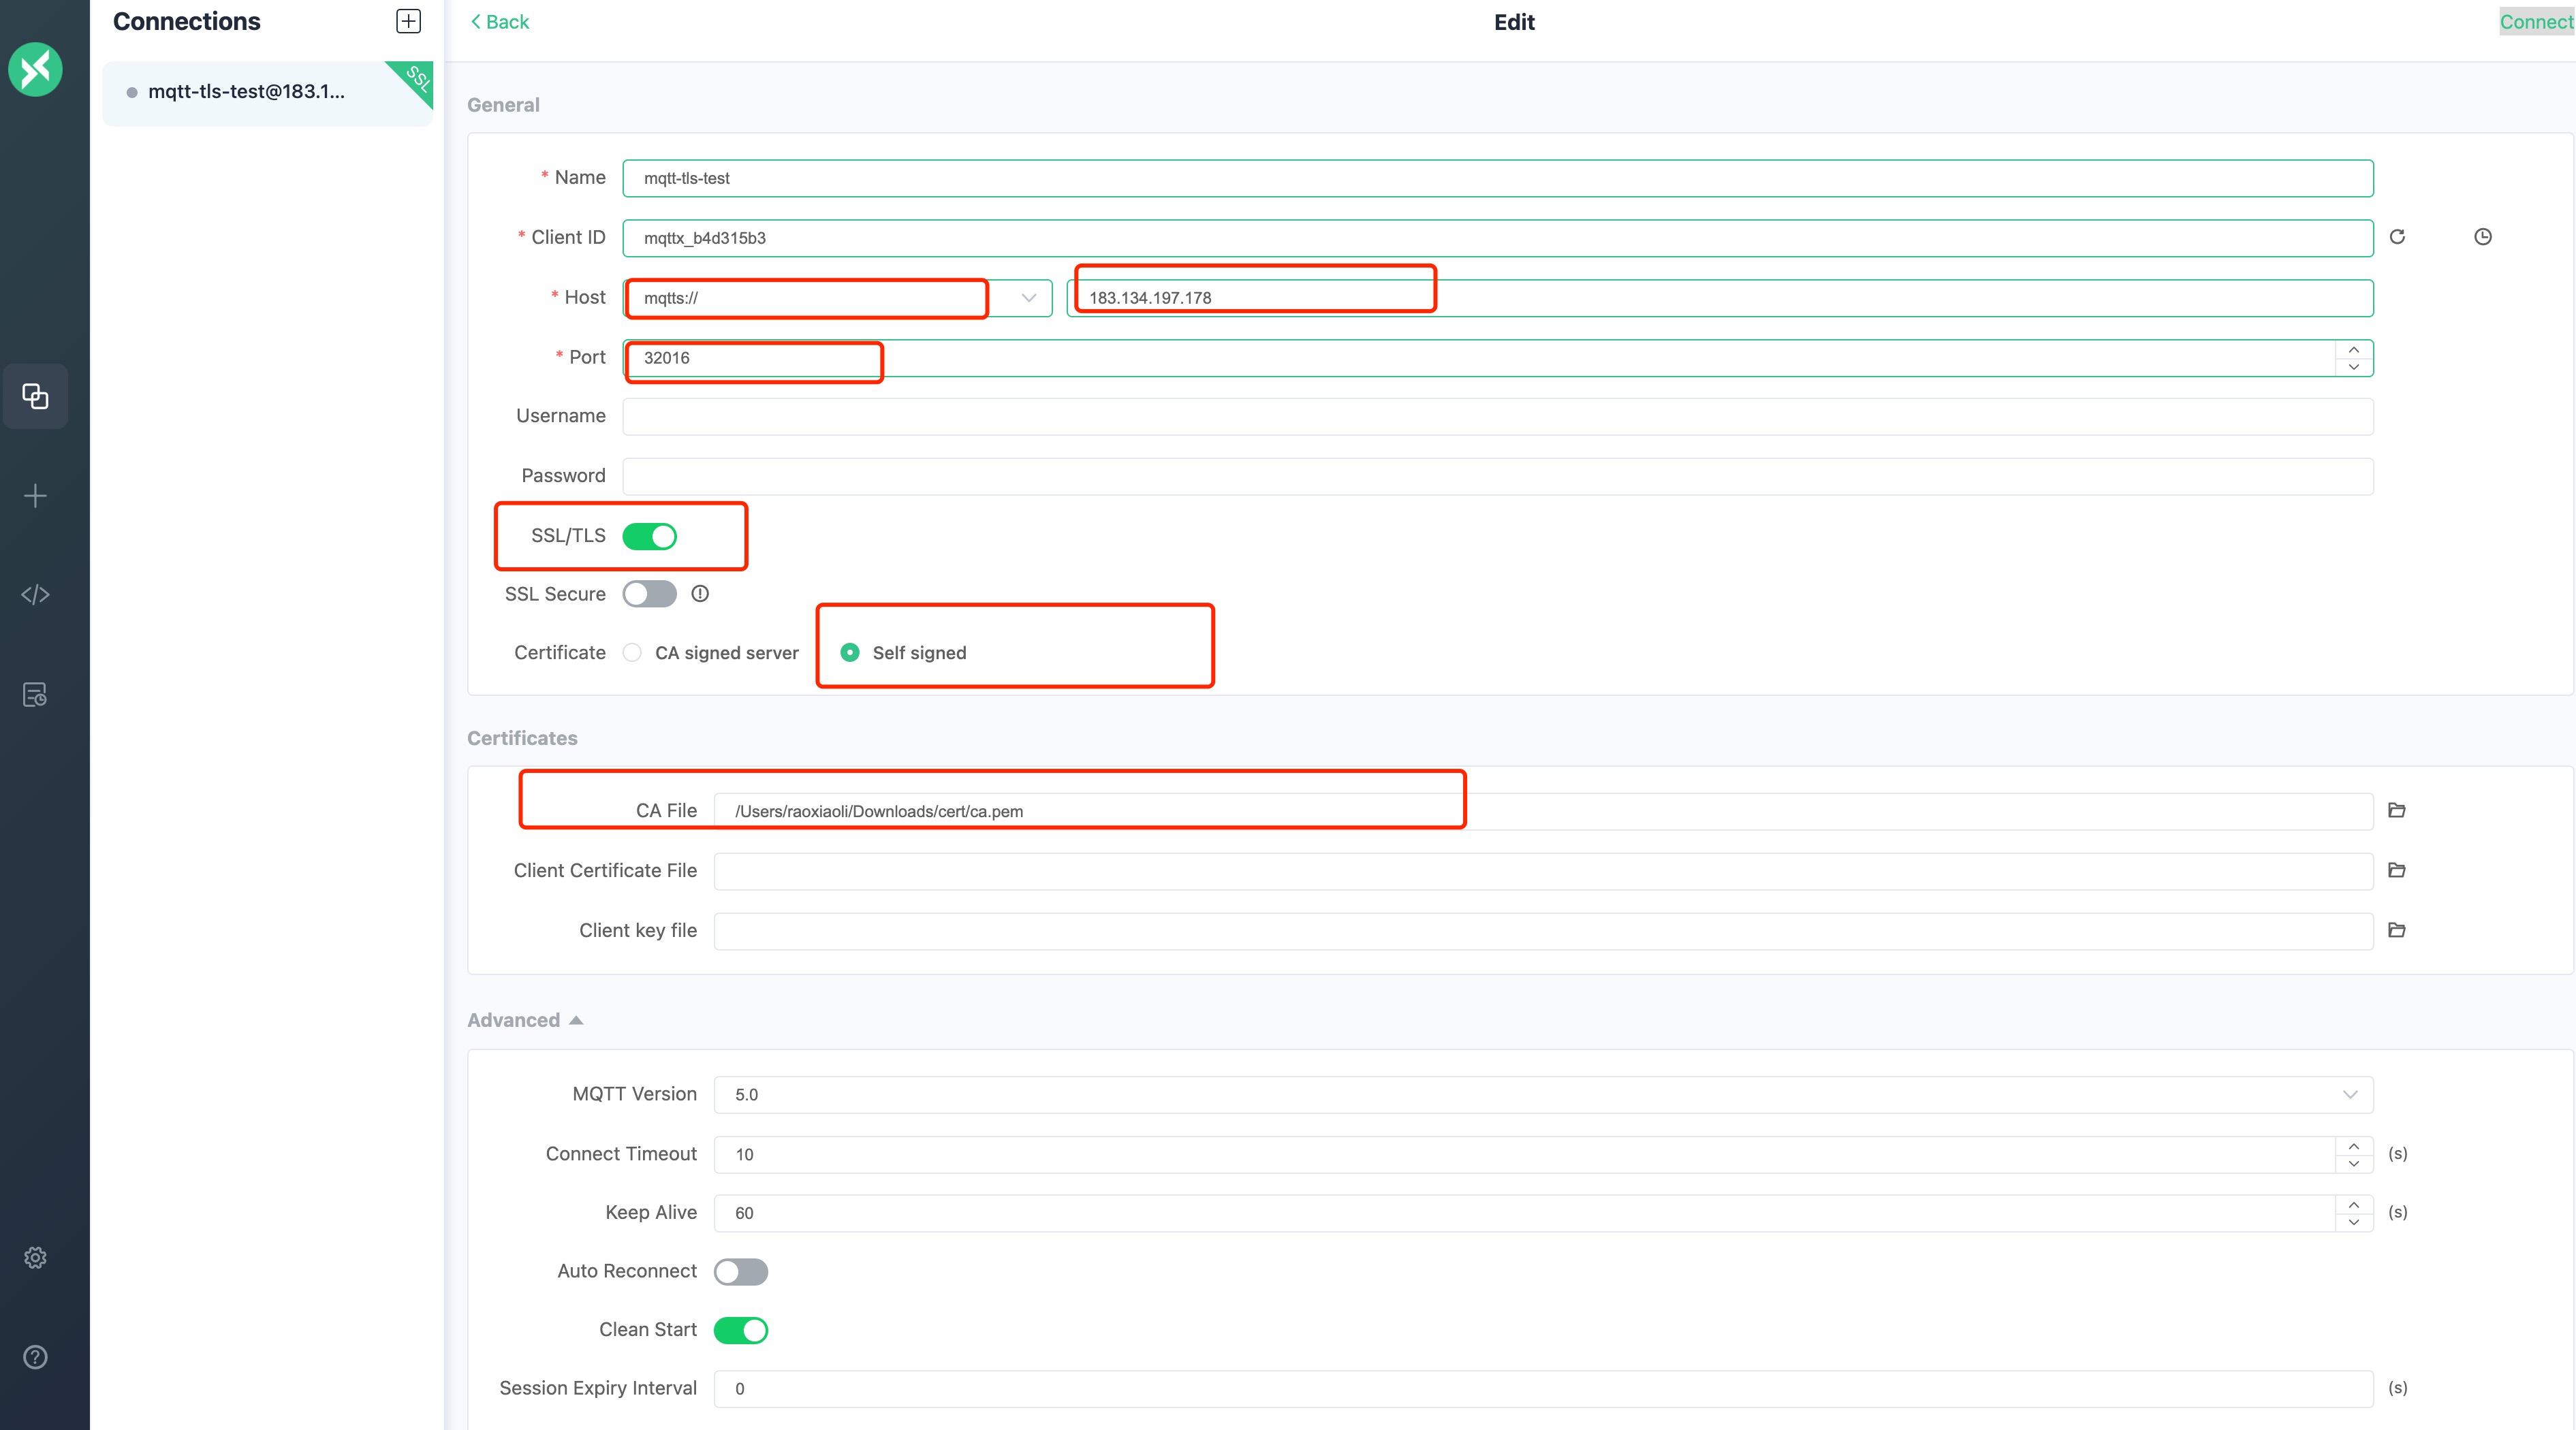 Connections
Back
Edit
Connect
mqtt-tls-test@183.1...
SSL
General
* Name
mqtt-tls-test
* Client ID
mqttx_b4d315b3
* Host
mqtts://
183.134.197.178
* Port
32016
Username
Password
SSL/TLS
SSL Secure
Certificate
CA signed server
Self signed
Certificates
CA File
/Users/raoxiaoli/Downloads/cert/ca.pem
Client Certificate File
Client key file
Advanced
MQTT Version
5.0
Connect Timeout
10
(s)
Keep Alive
60
(s)
Auto Reconnect
Clean Start
Session Expiry Interval
0
(s)